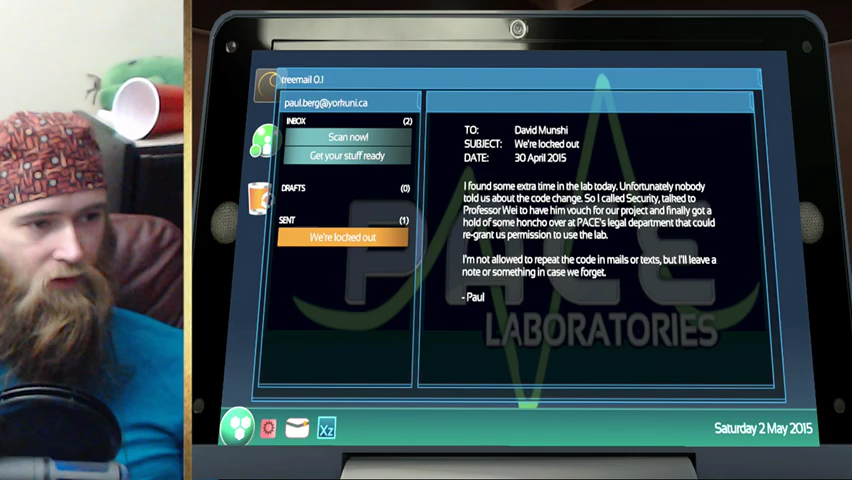 treemail 0.1
paul.berg@yorkuni.ca
INBOX (2)
Scan now!
Get your stuff ready
DRAFTS (0)
SENT (1)
We're locked out
TO: David Munshi
SUBJECT: We're locked out
DATE: 30 April 2015
I found some extra time in the lab today. Unfortunately nobody
told us about the code change. So I called Security, talked to
Professor Wei to have him vouch for our project and finally got a
hold of some honcho over at PACE's legal department that could
re-grant us permission to use the lab.
I'm not allowed to repeat the code in mails or texts, but I'll leave a
note or something in case we forget.
- Paul
PACE
LABORATORIES
Xz
Saturday 2 May 2015